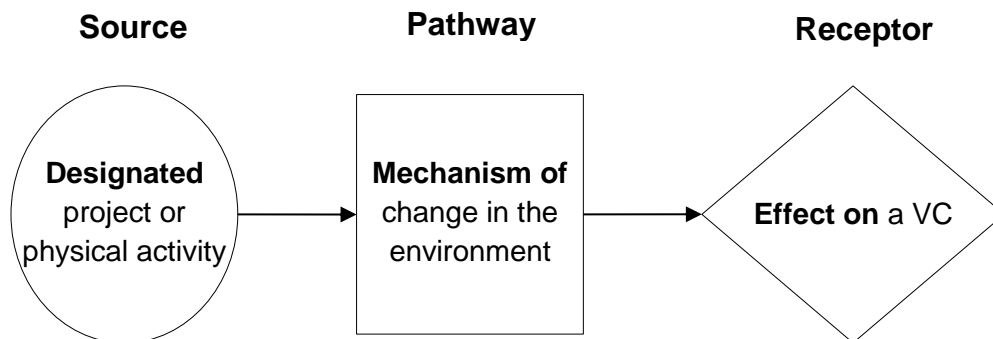 Source
Pathway
Receptor
Designated
project or
physical activity
Mechanism of
change in the
environment
Effect on a VC